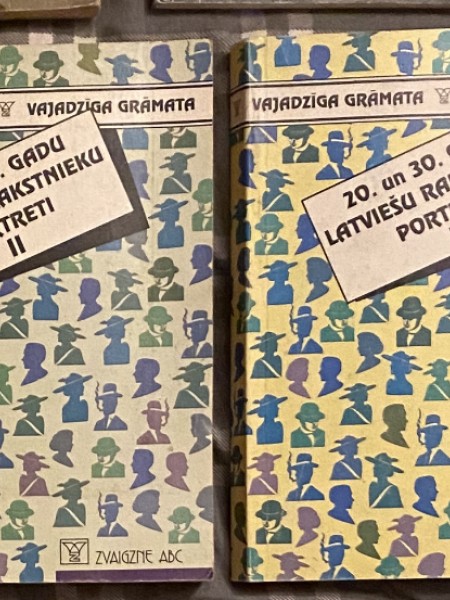 VAJADZĪGA GRĀMATA
. GADU
AKSTNIEKU
TRETI
II
ZVAIGZNE ABC
VAJADZĪGA GRĀMATA
20. un 30.
LATVIEŠU RA
PORT